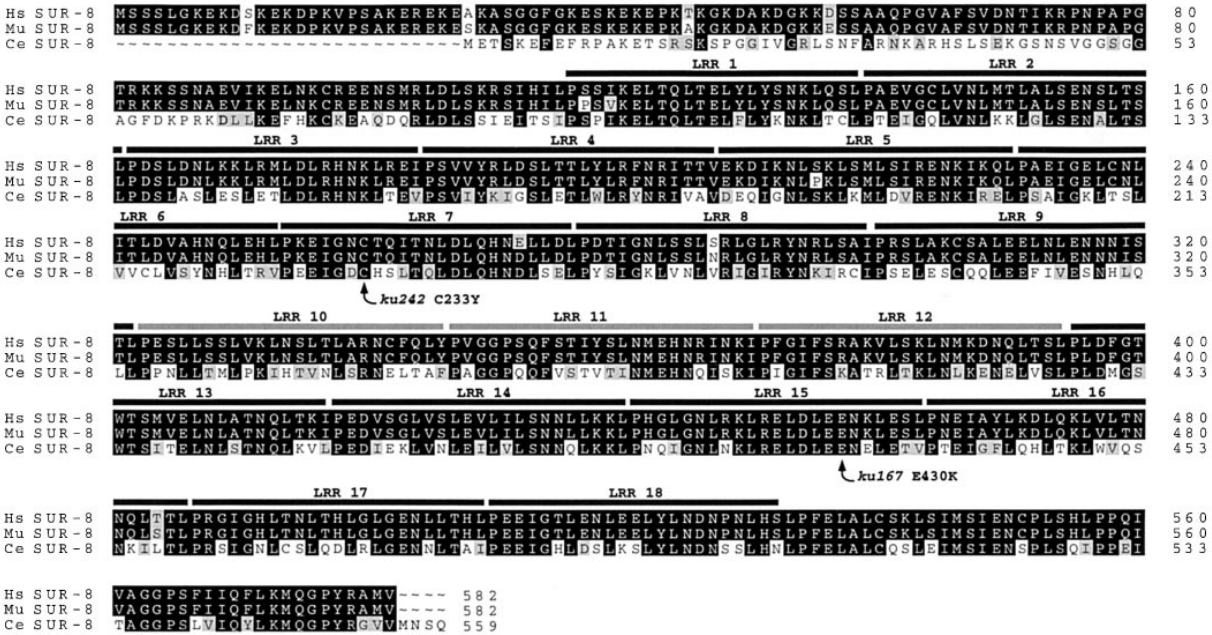 Hs SUR-8 MSSSLGKEKDSKEKDPKVPSAKEREKEAKASGGFGKESKEKEPKTKGKDAKDGKKDSSAAQPGVAFSVDNTIKRPNPAPG 80
Mu SUR-8 MSSSLGKEKDFKEKDPKVPSAKEREKESKASGGFGKESKEKEPKAKGKDAKDGKKESSAAQPGVAFSVDNTIKRPNPAPG 80
Ce SUR-8 ~~~~~~~~~~~~~~~~~~~~~~~~~~~METSKEFEFRPAKETSRSKSPGGIVGRLSNFARNKARHSLSEKGSNSVGGSGG 53
LRR 1 LRR 2
Hs SUR-8 TRKKSSNAEVIKELNKCREENSMRLDLSKRSIHILPSSIKELTQLTELYLYSNKLQSLPAEVGCLVNLMTLALSENSLTS 160
Mu SUR-8 TRKKSSNAEVIKELNKCREENSMRLDLSKRSIHILPPSVKELTQLTELYLYSNKLQSLPAEVGCLVNLMTLALSENSLTS 160
Ce SUR-8 AGFDKPRKDLLKEFHKCKEAQDQRLDLSSIEITSIPSPIKELTQLTELFLYKNKLTCLPTEIGQLVNLKKLGLSENALTS 133
LRR 3 LRR 4 LRR 5
Hs SUR-8 LPDSLDNLKKLRMLDLRHNKLREIPSVVYRLDSLTTLYLRFNRITTVEKDIKNLSKLSMLSIRENKIKQLPAEIGELCNL 240
Mu SUR-8 LPDSLDNLKKLRMLDLRHNKLREIPSVVYRLDSLTTLYLRFNRITTVEKDIKNLPKLSMLSIRENKIKQLPAEIGELCNL 240
Ce SUR-8 LPDSLASLESLETLDLRHNKLTEVPSVIYKIGSLETLWLRYNRIVAVDEQIGNLSKLKMLDVRENKIRELPSAIGKLTSL 213
LRR 6 LRR 7 LRR 8 LRR 9
Hs SUR-8 ITLDVAHNQLEHLPKEIGNCTQITNLDLQHNELLDLPDTIGNLSSLSRLGLRYNRLSAIPRSLAKCSALEELNLENNNIS 320
Mu SUR-8 ITLDVAHNQLEHLPKEIGNCTQITNLDLQHNDLLDLPDTIGNLSSLNRLGLRYNRLSAIPRSLAKCSALEELNLENNNIS 320
Ce SUR-8 VVCLVSYNHLTRVPEEIGDCHSLTQLDLQHNDLSELPYSIGKLVNLVRIGIRYNKIRCIPSELESCQQLEEFIVESNHLQ 353
ku242 C233Y
LRR 10 LRR 11 LRR 12
Hs SUR-8 TLPESLLSSLVKLNSLTLARNCFQLYPVGGPSQFSTIYSLNMEHNRINKIPFGIFSRAKVLSKLNMKDNQLTSLPLDFGT 400
Mu SUR-8 TLPESLLSSLVKLNSLTLARNCFQLYPVGGPSQFSTIYSLNMEHNRINKIPFGIFSRAKVLSKLNMKDNQLTSLPLDFGT 400
Ce SUR-8 LLPPNLLTMLPKIHTVNLSRNELTAFPAGGPQQFVSTVTINMEHNQISKIPIGIFSKATRLTKLNLKENELVSLPLDMGS 433
LRR 13 LRR 14 LRR 15 LRR 16
Hs SUR-8 WTSMVELNLATNQLTKIPEDVSGLVSLEVLILSNNLLKKLPHGLGNLRKLRELDLEENKLESLPNEIAYLKDLQKLVLTN 480
Mu SUR-8 WTSMVELNLATNQLTKIPEDVSGLVSLEVLILSNNLLKKLPHGLGNLRKLRELDLEENKLESLPNEIAYLKDLQKLVLTN 480
Ce SUR-8 WTSITELNLSTNQLKVLPEDIEKLVNLEILVLSNNQLKKLPNQIGNLNKLRELDLEENELETVPTEIGFLQHLTKLWVQS 453
ku167 E430K
LRR 17 LRR 18
Hs SUR-8 NQLTTLPRGIGHLTNLTHLGLGENLLTHLPEEIGTLENLEELYLNDNPNLHSLPFELALCSKLSIMSIENCPLSHLPPQI 560
Mu SUR-8 NQLSTLPRGIGHLTNLTHLGLGENLLTHLPEEIGTLENLEELYLNDNPNLHSLPFELALCSKLSIMSIENCPLSHLPPQI 560
Ce SUR-8 NKILTLPRSIGNLCSLQDLRLGENNLTAIPEEIGHLDSLKSLYLNDNSSLHNLPFELALCQSLEIMSIENSPLSQIPPEI 533
Hs SUR-8 VAGGPSFIIQFLKMQGPYRAMV~~~~ 582
Mu SUR-8 VAGGPSFIIQFLKMQGPYRAMV~~~~ 582
Ce SUR-8 TAGGPSLVIQYLKMQGPYRGVVMNSQ 559